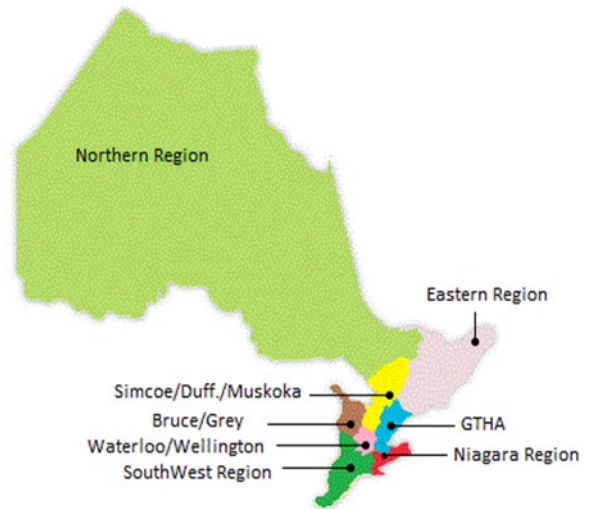 Northern Region
Eastern Region
Simcoe/Duff./Muskoka
Bruce/Grey
GTHA
Waterloo/Wellington
Niagara Region
SouthWest Region